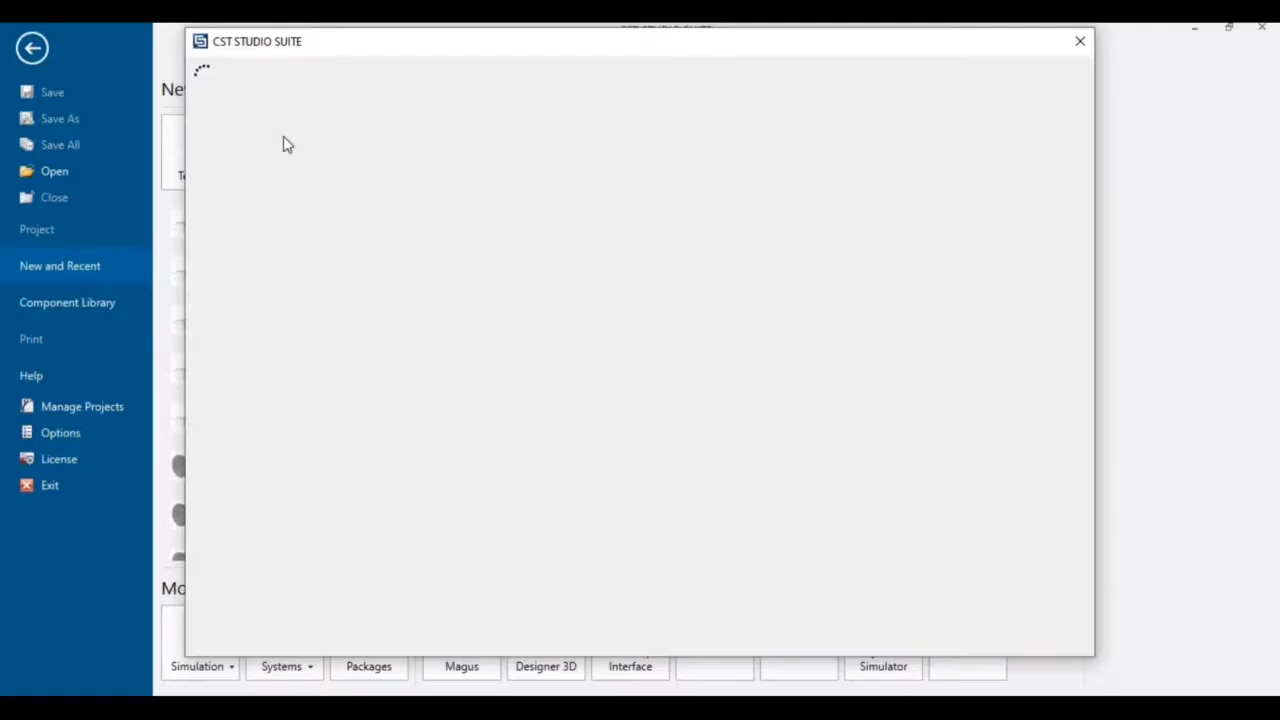 CST STUDIO SUITE
Save
Save As
Save All
Open
Close
Project
New and Recent
Component Library
Print
Help
Manage Projects
Options
License
Exit
Simulation
Systems
Packages
Magus
Designer 3D
Interface
Simulator